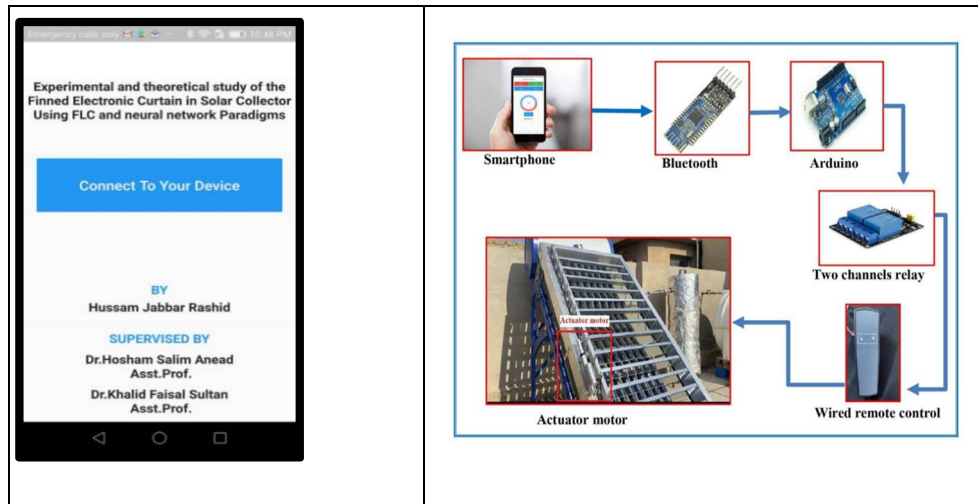 Emergency calls only
10:48 PM
Experimental and theoretical study of the
Finned Electronic Curtain in Solar Collector
Using FLC and neural network Paradigms
Connect To Your Device
BY
Hussam Jabbar Rashid
SUPERVISED BY
Dr.Hosham Salim Anead
Asst.Prof.
Dr.Khalid Faisal Sultan
Asst.Prof.
Smartphone
Bluetooth
Arduino
Two channels relay
Actuator motor
Actuator motor
Wired remote control